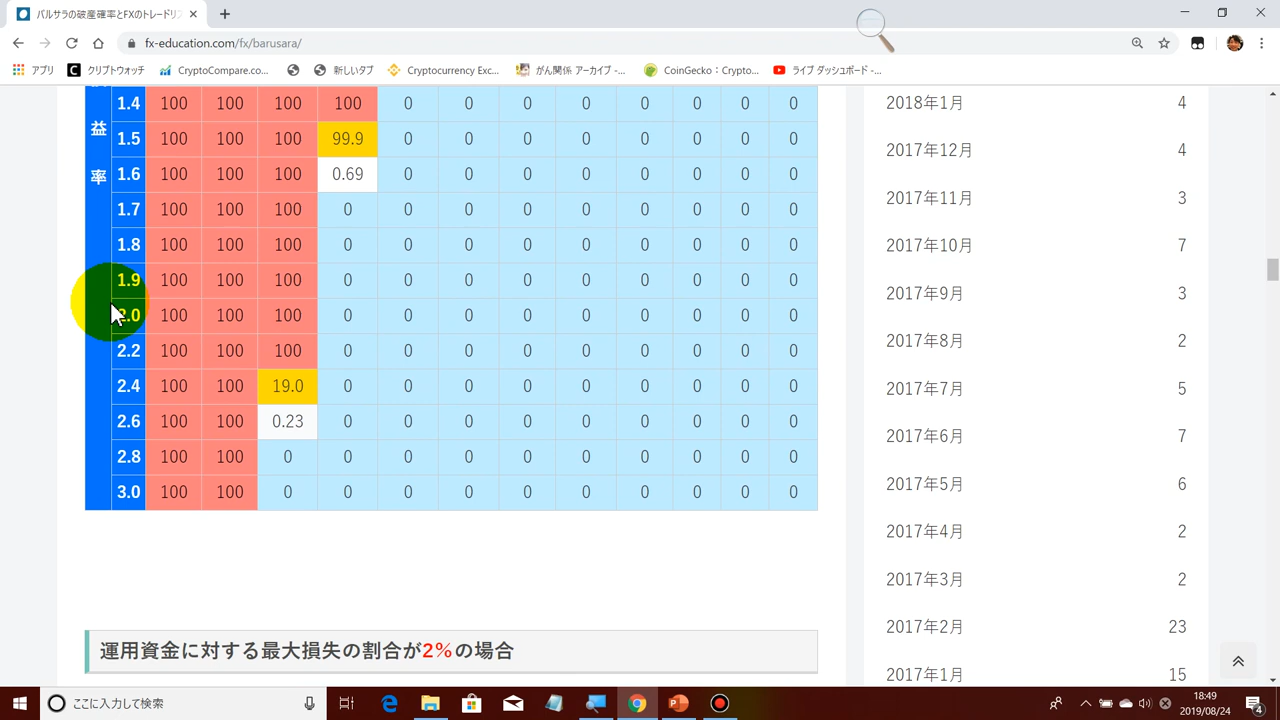 バルサラの破産確率とFXのトレードリス
fx-education.com/fx/barusara/
アプリ クリプトウォッチ CryptoCompare.co... 新しいタブ Cryptocurrency Exc... がん関係 アーカイブ -... CoinGecko：Crypto... ライブ ダッシュボード -...
益
率
1.4 100 100 100 100 0 0 0 0 0 0 0 0
1.5 100 100 100 99.9 0 0 0 0 0 0 0 0
1.6 100 100 100 0.69 0 0 0 0 0 0 0 0
1.7 100 100 100 0 0 0 0 0 0 0 0 0
1.8 100 100 100 0 0 0 0 0 0 0 0 0
1.9 100 100 100 0 0 0 0 0 0 0 0 0
2.0 100 100 100 0 0 0 0 0 0 0 0 0
2.2 100 100 100 0 0 0 0 0 0 0 0 0
2.4 100 100 19.0 0 0 0 0 0 0 0 0 0
2.6 100 100 0.23 0 0 0 0 0 0 0 0 0
2.8 100 100 0 0 0 0 0 0 0 0 0 0
3.0 100 100 0 0 0 0 0 0 0 0 0 0
運用資金に対する最大損失の割合が2%の場合
2018年1月 4
2017年12月 4
2017年11月 3
2017年10月 7
2017年9月 3
2017年8月 2
2017年7月 5
2017年6月 7
2017年5月 6
2017年4月 2
2017年3月 2
2017年2月 23
2017年1月 15
ここに入力して検索
18:49
2019/08/24
4